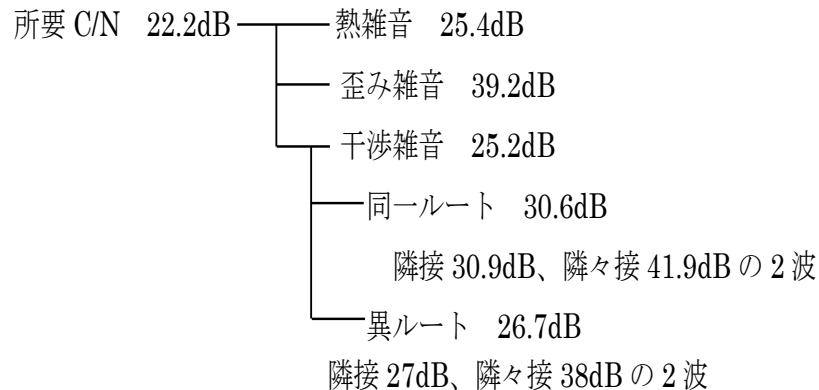 所要 C/N 22.2dB 熱雑音 25.4dB
歪み雑音 39.2dB
干渉雑音 25.2dB
同一ルート 30.6dB
隣接 30.9dB、隣々接 41.9dB の 2 波
異ルート 26.7dB
隣接 27dB、隣々接 38dB の 2 波